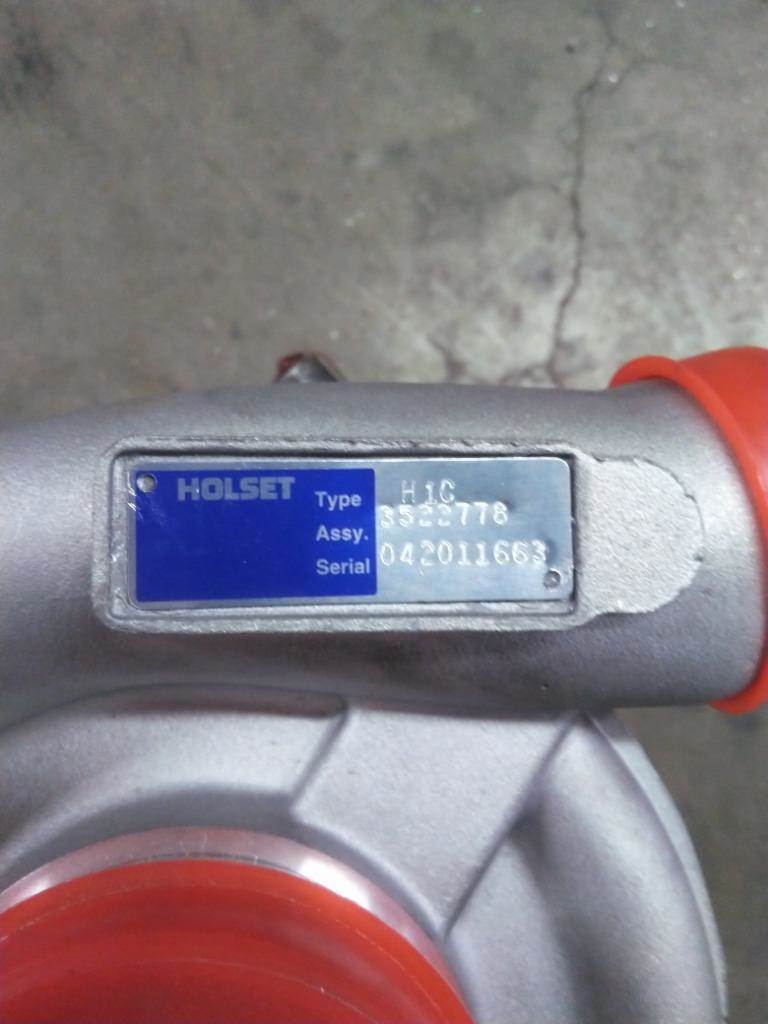 HOLSET
Type H1C
Assy. 3522778
Serial 042011663